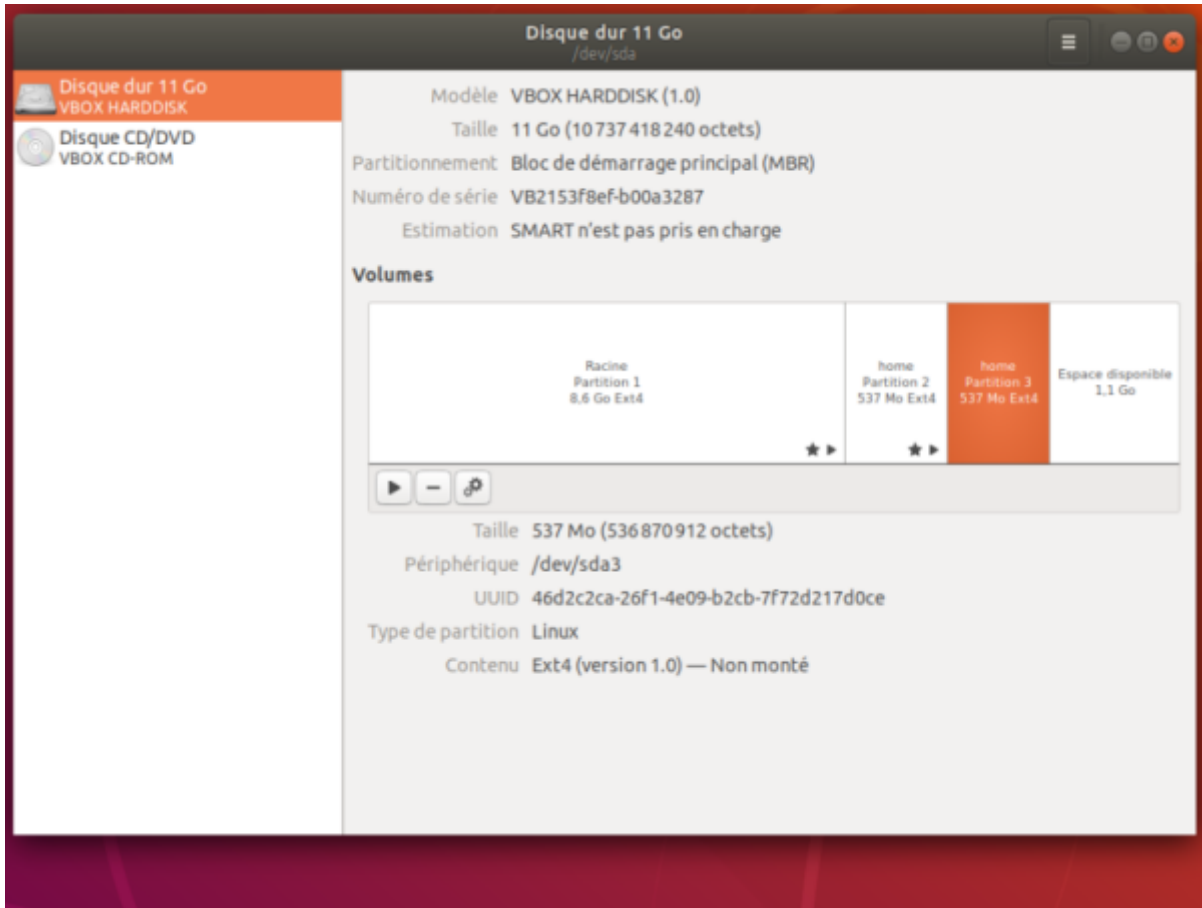 Disque dur 11 Go
/dev/sda
Disque dur 11 Go
VBOX HARDDISK
Disque CD/DVD
VBOX CD-ROM
Modèle VBOX HARDDISK (1.0)
Taille 11 Go (10 737 418 240 octets)
Partitionnement Bloc de démarrage principal (MBR)
Numéro de série VB2153f8ef-b00a3287
Estimation SMART n'est pas pris en charge
Volumes
Racine
Partition 1
8,6 Go Ext4
home
Partition 2
537 Mo Ext4
home
Partition 3
537 Mo Ext4
Espace disponible
1,1 Go
Taille 537 Mo (536 870 912 octets)
Périphérique /dev/sda3
UUID 46d2c2ca-26f1-4e09-b2cb-7f72d217d0ce
Type de partition Linux
Contenu Ext4 (version 1.0) — Non monté